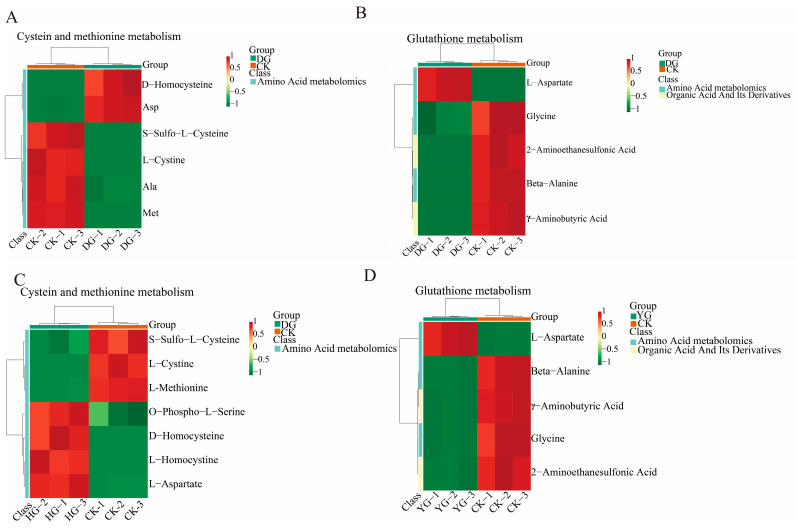 A
Cystein and methionine metabolism
Group
D-Homocysteine
Asp
S-Sulfo-L-Cysteine
L-Cystine
Ala
Met
Class
CK-2
CK-1
CK-3
DG-1
DG-2
DG-3
1
0.5
0
-0.5
-1
Group
DG
CK
Class
Amino Acid metabolomics
B
Glutathione metabolism
Group
L-Aspartate
Glycine
2-Aminoethanesulfonic Acid
Beta-Alanine
γ-Aminobutyric Acid
Class
DG-1
DG-2
DG-3
CK-1
CK-2
CK-3
1
0.5
0
-0.5
-1
Group
DG
CK
Class
Amino Acid metabolomics
Organic Acid And Its Derivatives
C
Cystein and methionine metabolism
Group
S-Sulfo-L-Cysteine
L-Cystine
L-Methionine
O-Phospho-L-Serine
D-Homocysteine
L-Homocystine
L-Aspartate
Class
HG-2
HG-1
HG-3
CK-1
CK-2
CK-3
1
0.5
0
-0.5
-1
Group
DG
CK
Class
Amino Acid metabolomics
D
Glutathione metabolism
Group
L-Aspartate
Beta-Alanine
γ-Aminobutyric Acid
Glycine
2-Aminoethanesulfonic Acid
Class
YG-1
YG-2
YG-3
CK-1
CK-2
CK-3
1
0.5
0
-0.5
-1
Group
YG
CK
Class
Amino Acid metabolomics
Organic Acid And Its Derivatives